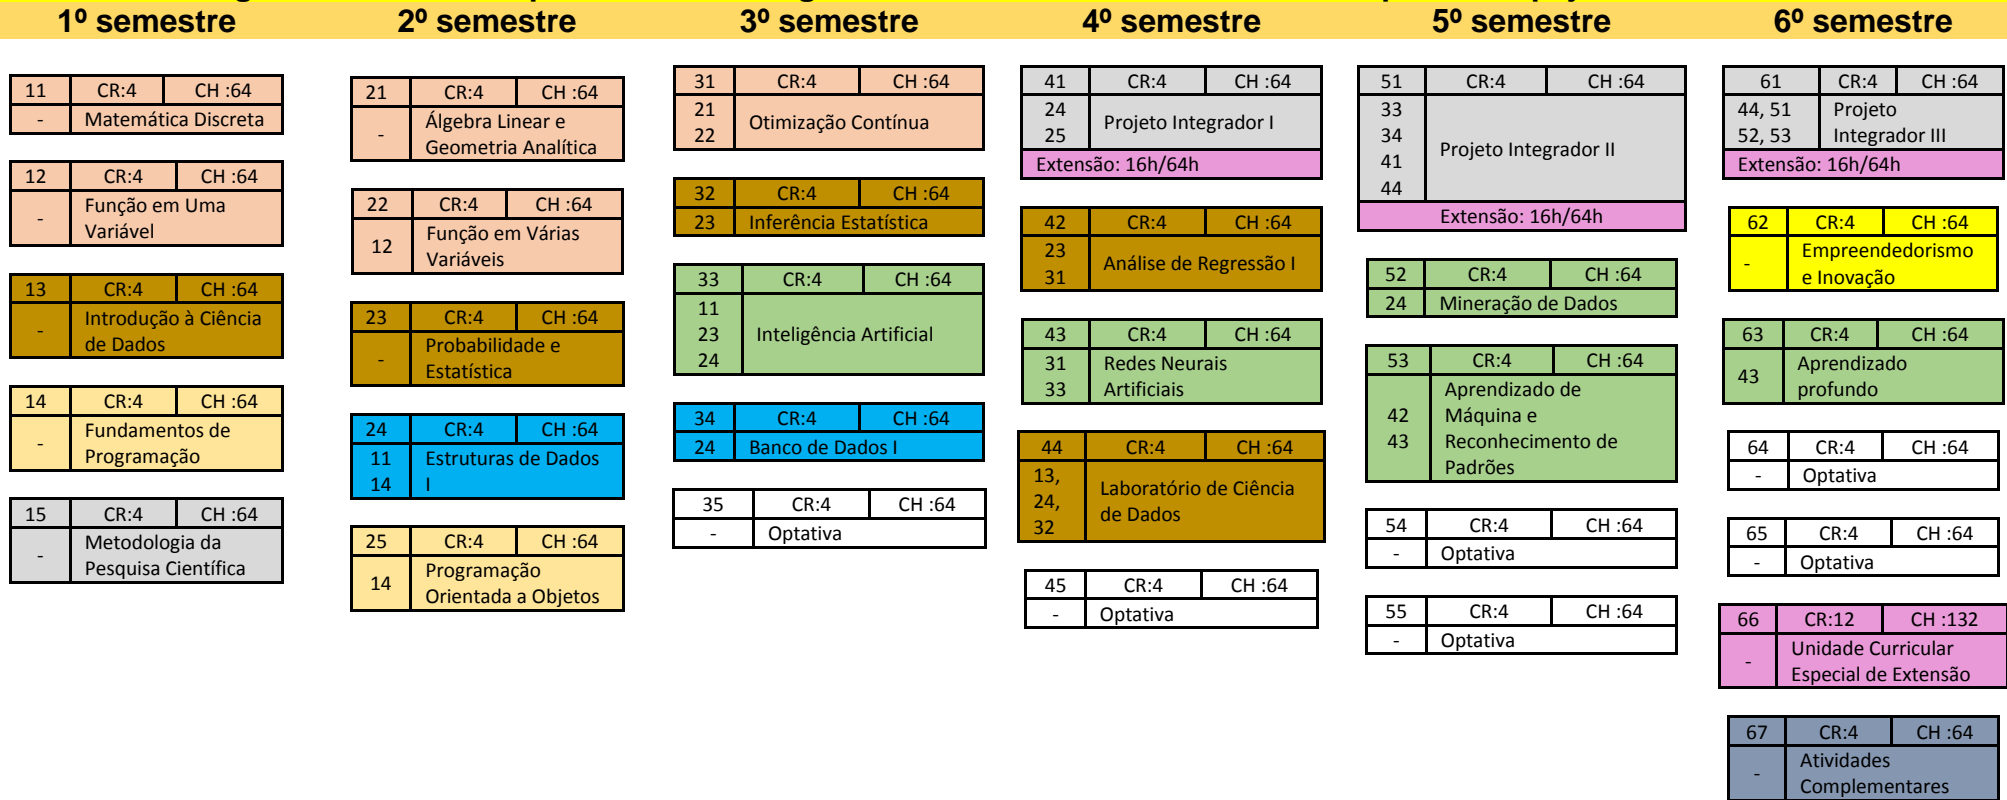 1º semestre
2º semestre
3º semestre
4º semestre
5º semestre
6º semestre
11 CR:4 CH :64
- Matemática Discreta
12 CR:4 CH :64
- Função em Uma
Variável
13 CR:4 CH :64
- Introdução à Ciência
de Dados
14 CR:4 CH :64
- Fundamentos de
Programação
15 CR:4 CH :64
- Metodologia da
Pesquisa Científica
21 CR:4 CH :64
- Álgebra Linear e
Geometria Analítica
22 CR:4 CH :64
12 Função em Várias
Variáveis
23 CR:4 CH :64
- Probabilidade e
Estatística
24 CR:4 CH :64
11 Estruturas de Dados
14 I
25 CR:4 CH :64
14 Programação
Orientada a Objetos
31 CR:4 CH :64
21
22
Otimização Contínua
32 CR:4 CH :64
23 Inferência Estatística
33 CR:4 CH :64
11
23 Inteligência Artificial
24
34 CR:4 CH :64
24 Banco de Dados I
35 CR:4 CH :64
- Optativa
41 CR:4 CH :64
24
25
Projeto Integrador I
Extensão: 16h/64h
42 CR:4 CH :64
23
31
Análise de Regressão I
43 CR:4 CH :64
31 Redes Neurais
33 Artificiais
44 CR:4 CH :64
13,
24,
32
Laboratório de Ciência
de Dados
45 CR:4 CH :64
- Optativa
51 CR:4 CH :64
33
34
41
44
Projeto Integrador II
Extensão: 16h/64h
52 CR:4 CH :64
24 Mineração de Dados
53 CR:4 CH :64
42
43
Aprendizado de
Máquina e
Reconhecimento de
Padrões
54 CR:4 CH :64
- Optativa
55 CR:4 CH :64
- Optativa
61 CR:4 CH :64
44, 51 Projeto
52, 53 Integrador III
Extensão: 16h/64h
62 CR:4 CH :64
- Empreendedorismo
e Inovação
63 CR:4 CH :64
43 Aprendizado
profundo
64 CR:4 CH :64
- Optativa
65 CR:4 CH :64
- Optativa
66 CR:12 CH :132
- Unidade Curricular
Especial de Extensão
67 CR:4 CH :64
- Atividades
Complementares